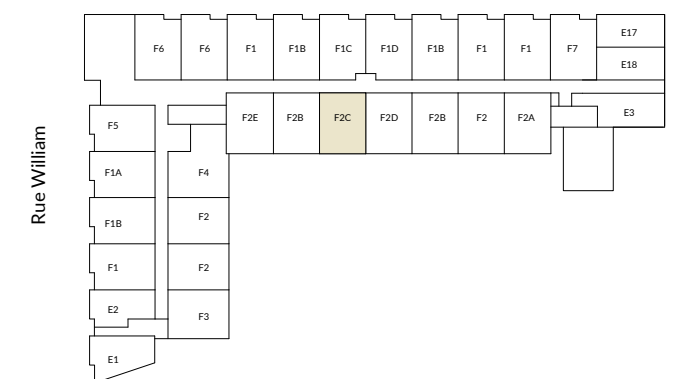 F6 F6 F1 F1B F1C F1D F1B F1 F1 F7 E17
E18
F2E F2B F2C F2D F2B F2 F2A E3
F5
F1A F4
F1B F2
F1 F2
E2 F3
E1
Rue William